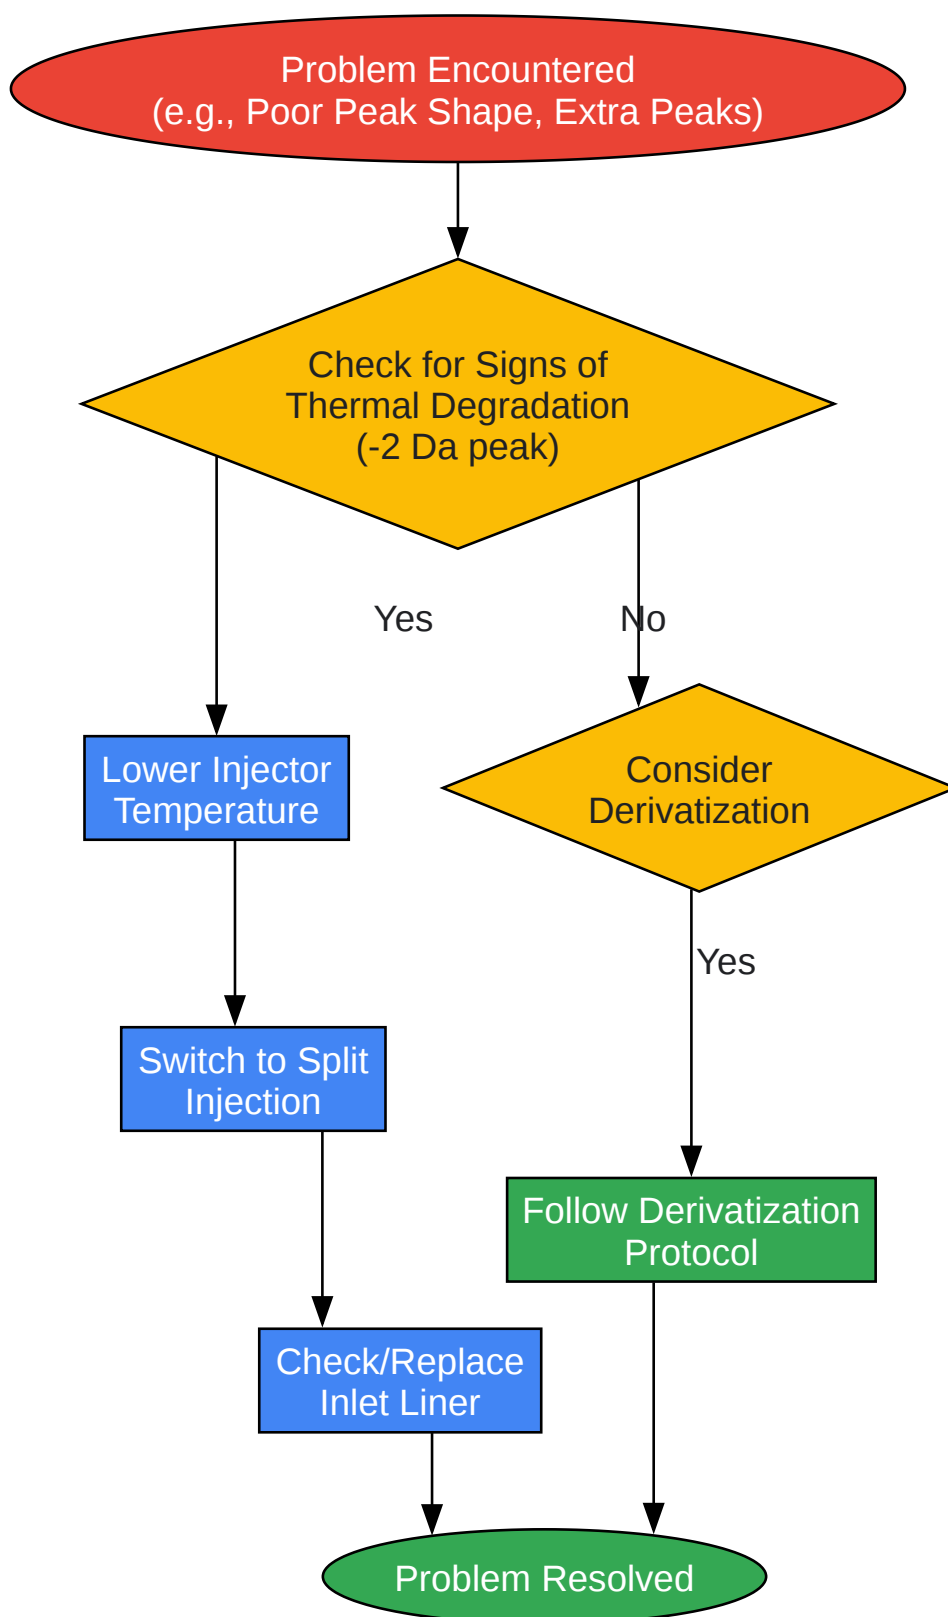 Problem Encountered
(e.g., Poor Peak Shape, Extra Peaks)
Check for Signs of
Thermal Degradation
(-2 Da peak)
Yes
No
Lower Injector
Temperature
Consider
Derivatization
Yes
Switch to Split
Injection
Follow Derivatization
Protocol
Check/Replace
Inlet Liner
Problem Resolved